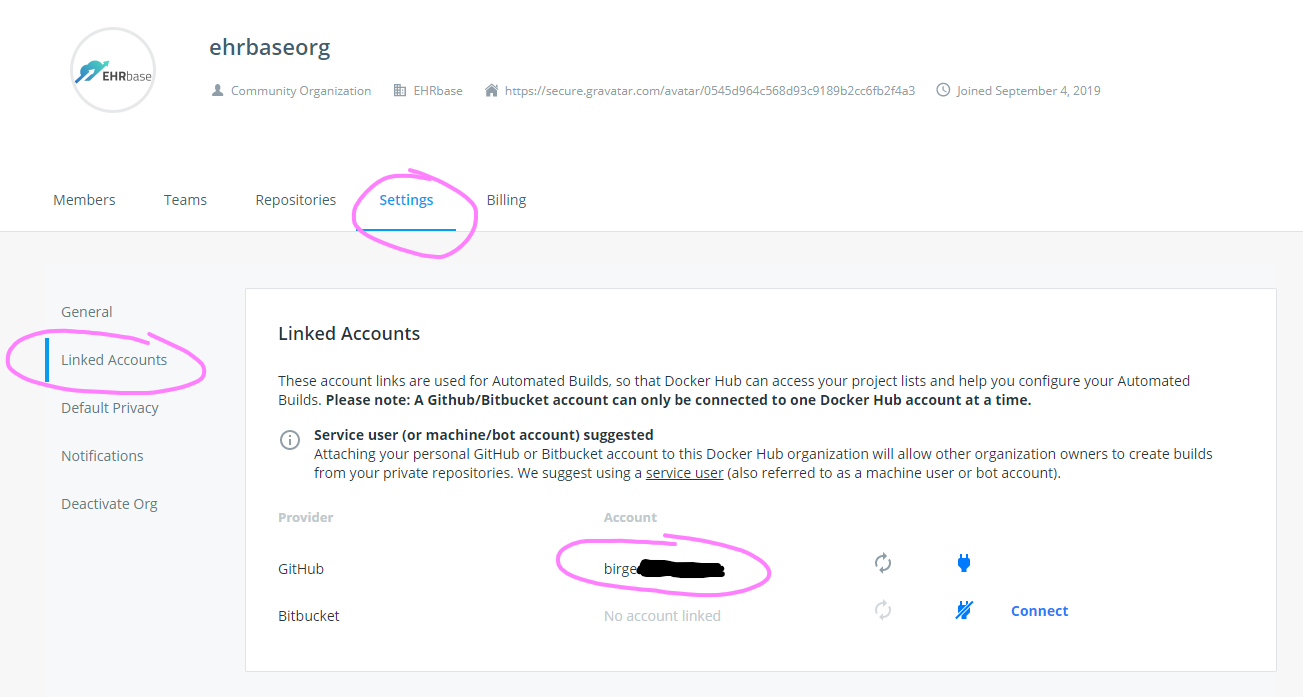 EHRbase
ehrbaseorg
Community Organization EHRbase https://secure.gravatar.com/avatar/0545d964c568d93c9189b2cc6fb2f4a3 Joined September 4, 2019
Members Teams Repositories Settings Billing
General
Linked Accounts
Default Privacy
Notifications
Deactivate Org
Linked Accounts
These account links are used for Automated Builds, so that Docker Hub can access your project lists and help you configure your Automated
Builds. Please note: A Github/Bitbucket account can only be connected to one Docker Hub account at a time.
Service user (or machine/bot account) suggested
Attaching your personal GitHub or Bitbucket account to this Docker Hub organization will allow other organization owners to create builds
from your private repositories. We suggest using a service user (also referred to as a machine user or bot account).
Provider Account
GitHub birge
Bitbucket No account linked Connect